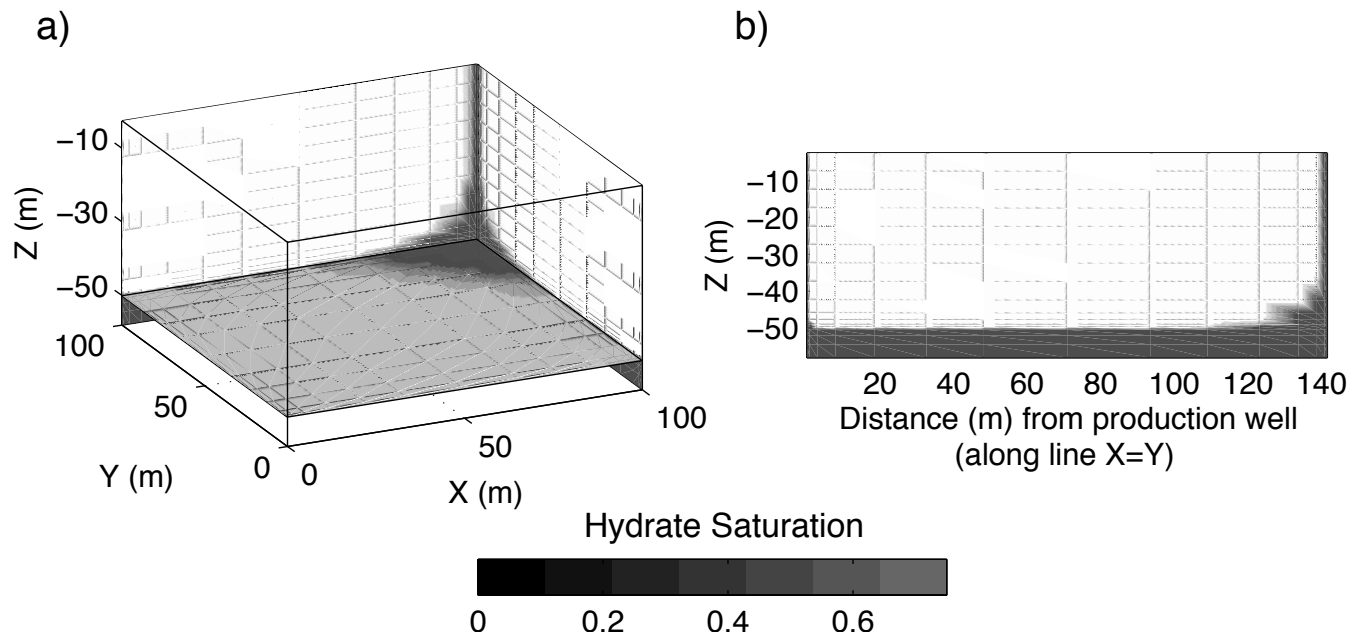 a)
b)
−10
−30
−50
Z (m)
100
50
0
Y (m)
0
50
100
X (m)
−10
−20
−30
−40
−50
Z (m)
20 40 60 80 100 120 140
Distance (m) from production well
(along line X=Y)
Hydrate Saturation
0 0.2 0.4 0.6